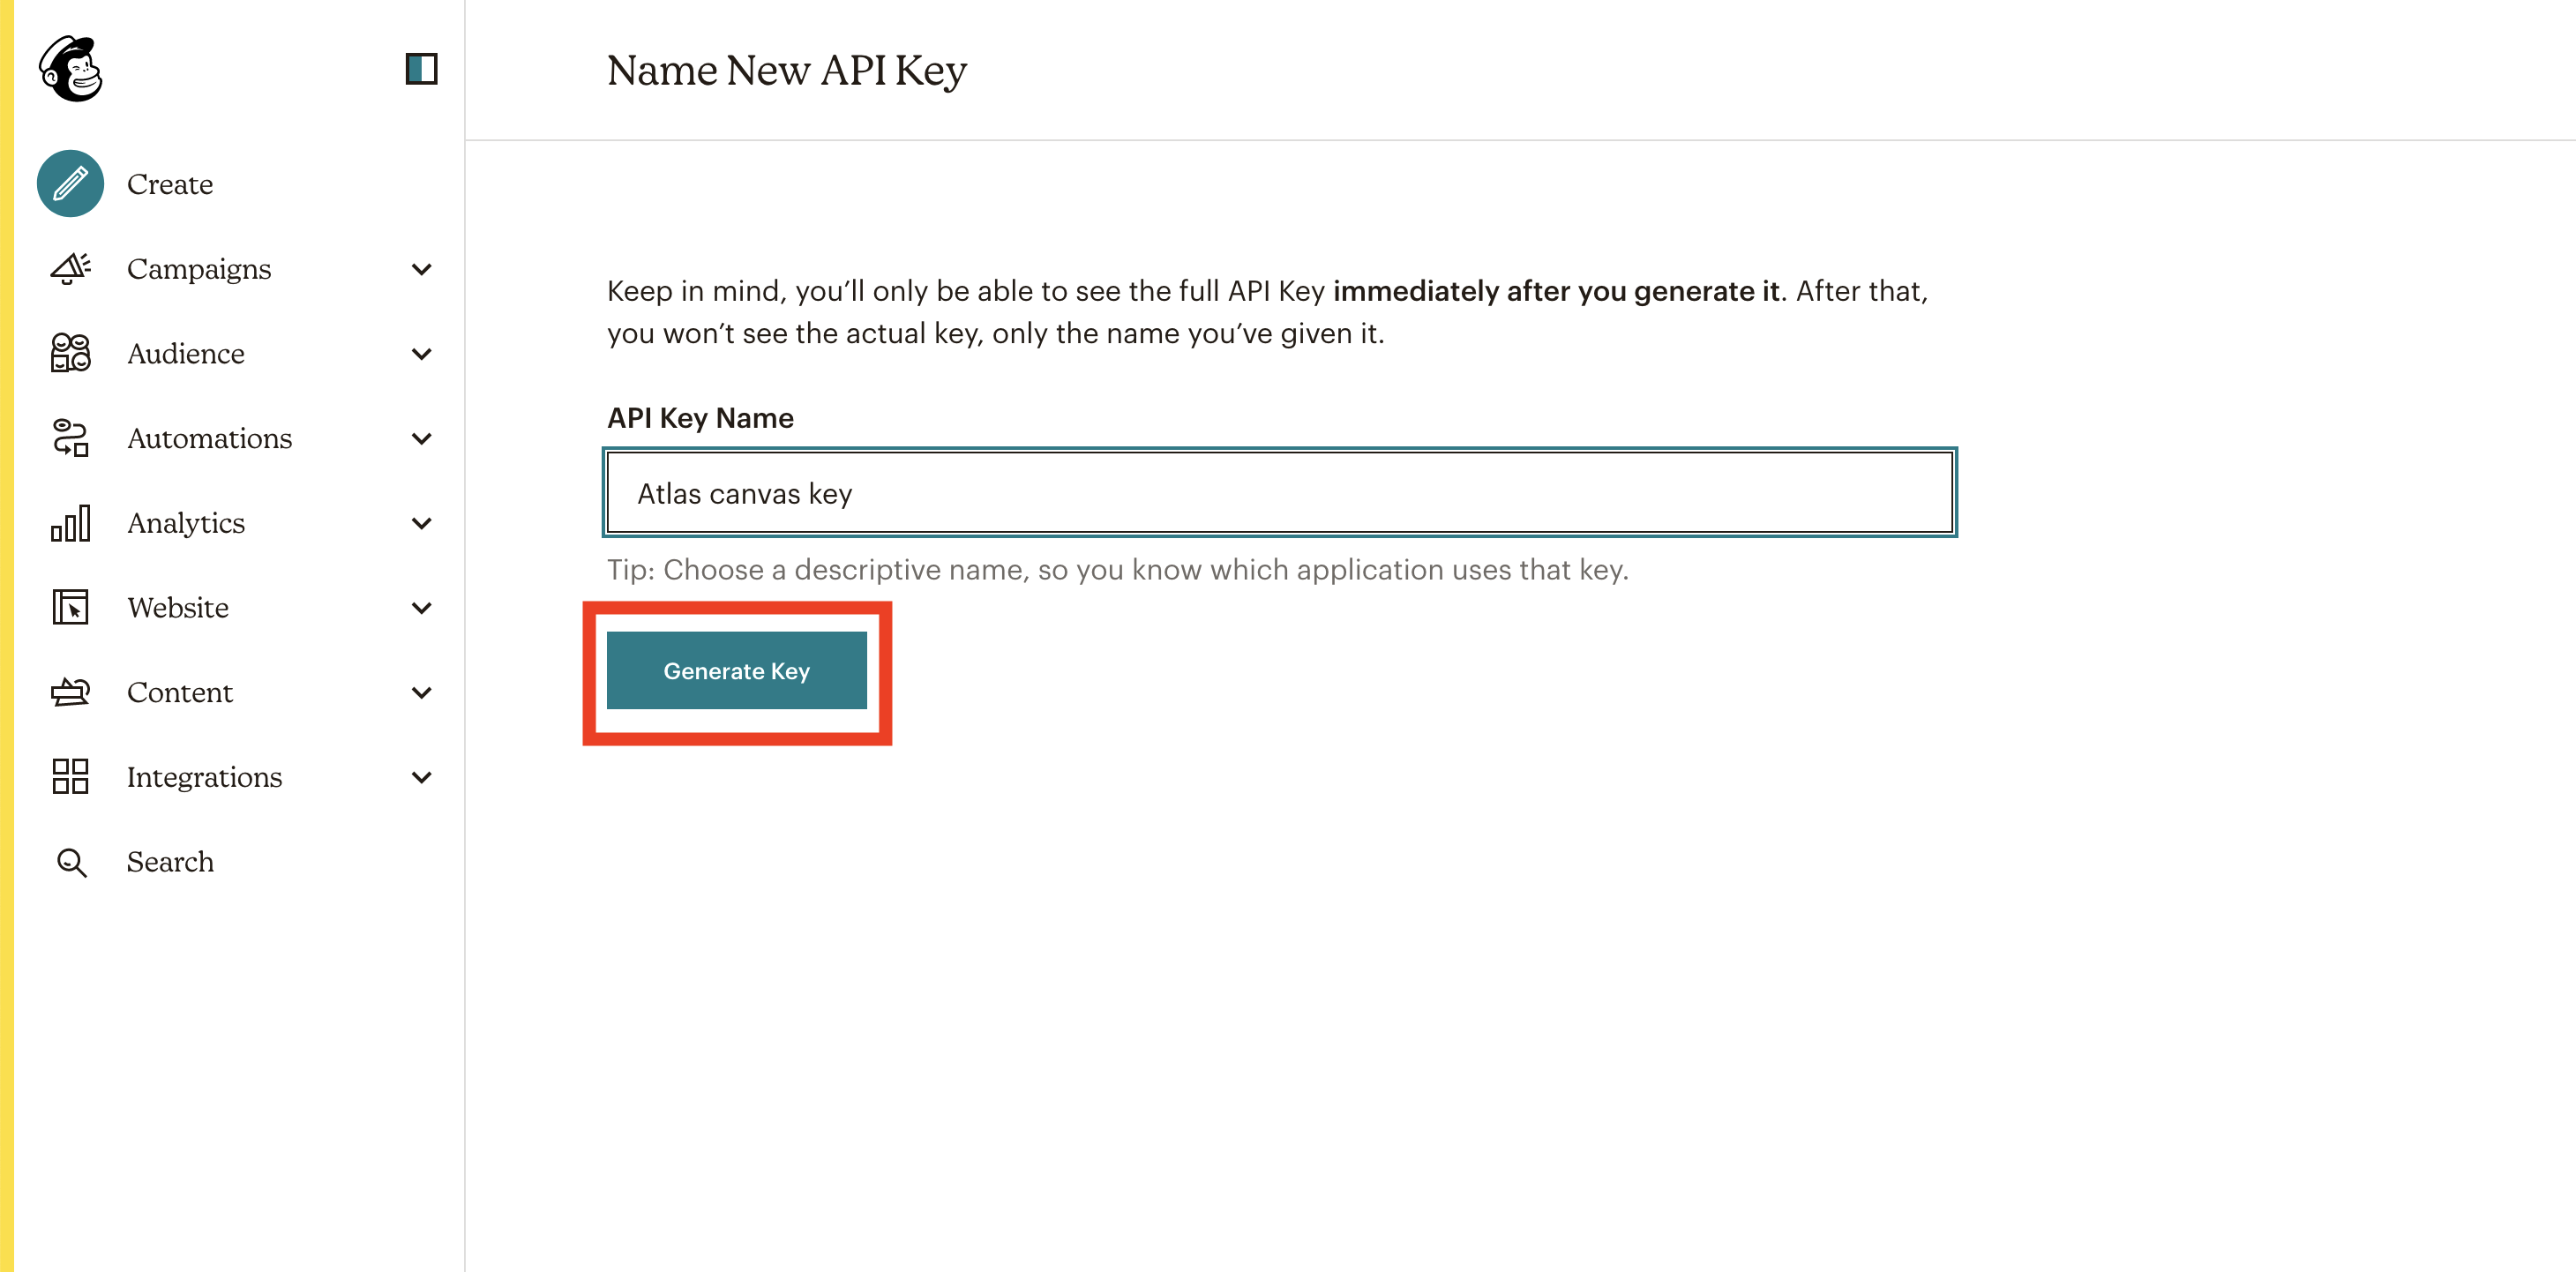 Name New API Key
Create
Campaigns
Audience
Automations
Analytics
Website
Content
Integrations
Search
Keep in mind, you’ll only be able to see the full API Key immediately after you generate it. After that,
you won’t see the actual key, only the name you’ve given it.
API Key Name
Atlas canvas key
Tip: Choose a descriptive name, so you know which application uses that key.
Generate Key